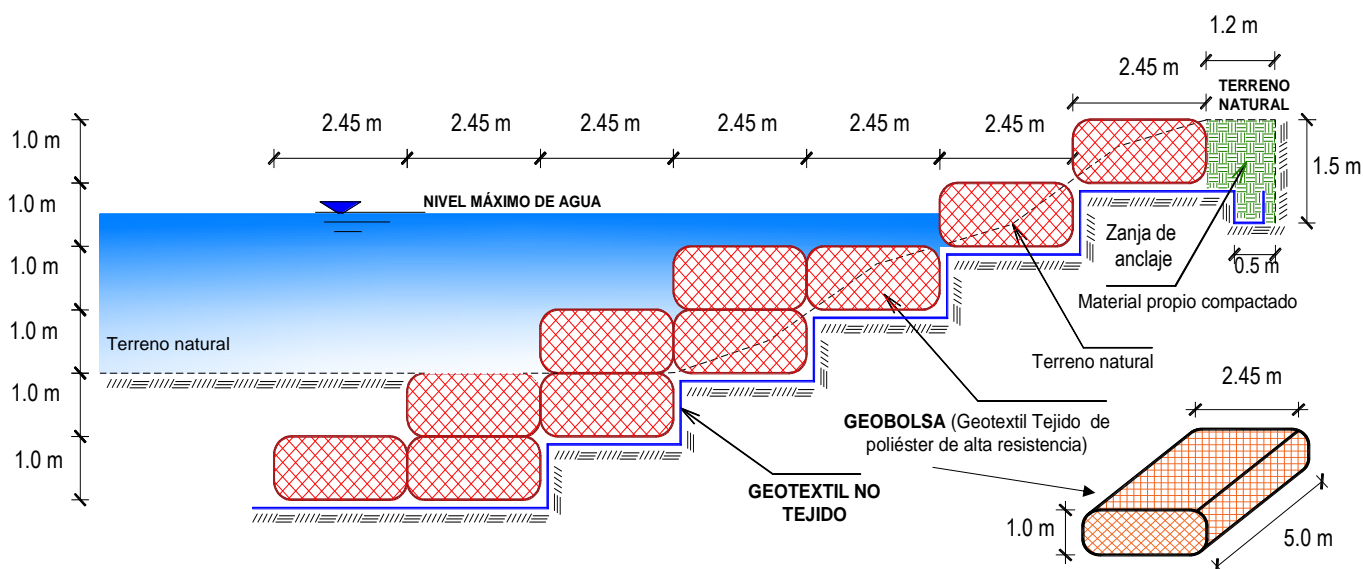 1.2 m
2.45 m
TERRENO
NATURAL
2.45 m
2.45 m
2.45 m
2.45 m
2.45 m
2.45 m
1.0 m
1.0 m
1.0 m
1.0 m
1.0 m
1.0 m
1.5 m
NIVEL MÁXIMO DE AGUA
Zanja de
anclaje
0.5 m
Material propio compactado
Terreno natural
Terreno natural
2.45 m
GEOBOLSA (Geotextil Tejido de
poliéster de alta resistencia)
GEOTEXTIL NO
TEJIDO
1.0 m
5.0 m